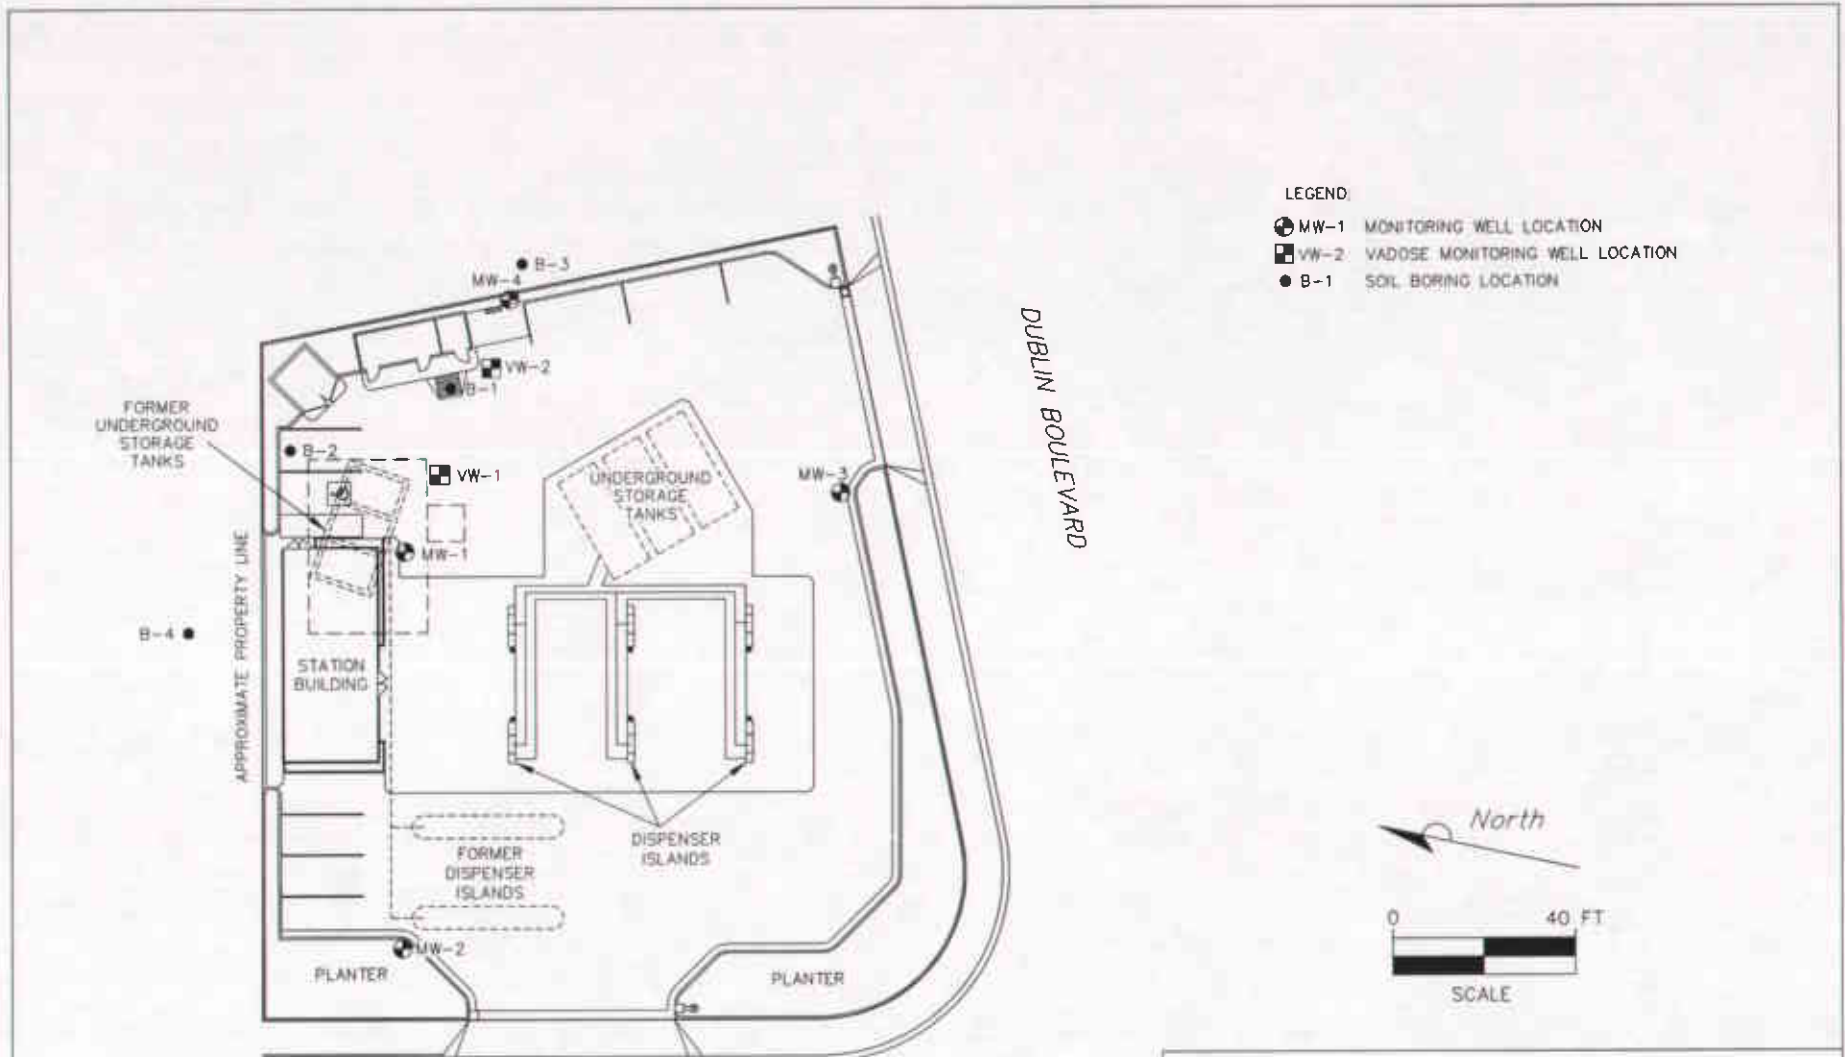 LEGEND:
MW-1 MONITORING WELL LOCATION
VW-2 VADOSE MONITORING WELL LOCATION
B-1 SOIL BORING LOCATION
B-3
MW-4
VW-2
B-1
FORMER
UNDERGROUND
STORAGE
TANKS
B-2
VW-1
UNDERGROUND
STORAGE
TANKS
MW-3
DUBLIN BOULEVARD
MW-1
APPROXIMATE PROPERTY LINE
B-4
STATION
BUILDING
DISPENSER
ISLANDS
FORMER
DISPENSER
ISLANDS
MW-2
PLANTER
PLANTER
North
0 40 FT
SCALE